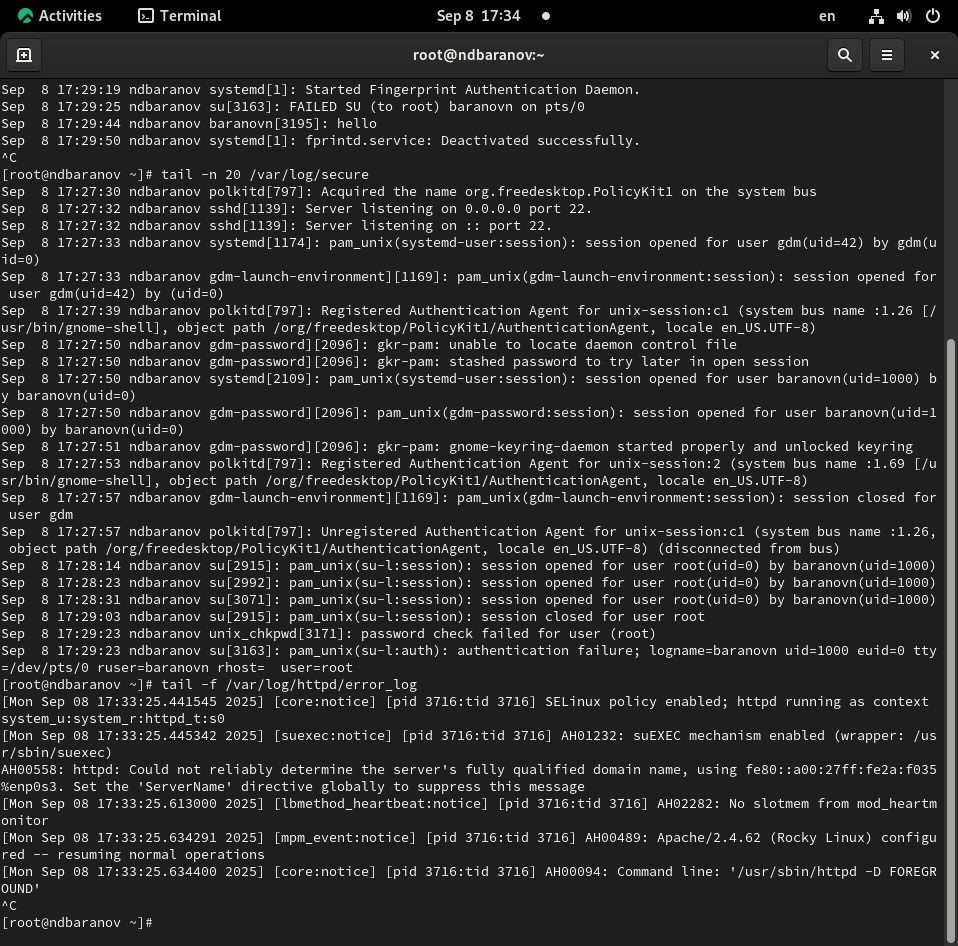 Activities Terminal Sep 8 17:34 en
root@ndbaranov:~
Sep  8 17:29:19 ndbaranov systemd[1]: Started Fingerprint Authentication Daemon.
Sep  8 17:29:25 ndbaranov su[3163]: FAILED SU (to root) baranovn on pts/0
Sep  8 17:29:44 ndbaranov baranovn[3195]: hello
Sep  8 17:29:50 ndbaranov systemd[1]: fprintd.service: Deactivated successfully.
^C
[root@ndbaranov ~]# tail -n 20 /var/log/secure
Sep  8 17:27:30 ndbaranov polkitd[797]: Acquired the name org.freedesktop.PolicyKit1 on the system bus
Sep  8 17:27:32 ndbaranov sshd[1139]: Server listening on 0.0.0.0 port 22.
Sep  8 17:27:32 ndbaranov sshd[1139]: Server listening on :: port 22.
Sep  8 17:27:33 ndbaranov systemd[1174]: pam_unix(systemd-user:session): session opened for user gdm(uid=42) by gdm(u
id=0)
Sep  8 17:27:33 ndbaranov gdm-launch-environment][1169]: pam_unix(gdm-launch-environment:session): session opened for
 user gdm(uid=42) by (uid=0)
Sep  8 17:27:39 ndbaranov polkitd[797]: Registered Authentication Agent for unix-session:c1 (system bus name :1.26 [/
usr/bin/gnome-shell], object path /org/freedesktop/PolicyKit1/AuthenticationAgent, locale en_US.UTF-8)
Sep  8 17:27:50 ndbaranov gdm-password][2096]: gkr-pam: unable to locate daemon control file
Sep  8 17:27:50 ndbaranov gdm-password][2096]: gkr-pam: stashed password to try later in open session
Sep  8 17:27:50 ndbaranov systemd[2109]: pam_unix(systemd-user:session): session opened for user baranovn(uid=1000) b
y baranovn(uid=0)
Sep  8 17:27:50 ndbaranov gdm-password][2096]: pam_unix(gdm-password:session): session opened for user baranovn(uid=1
000) by baranovn(uid=0)
Sep  8 17:27:51 ndbaranov gdm-password][2096]: gkr-pam: gnome-keyring-daemon started properly and unlocked keyring
Sep  8 17:27:53 ndbaranov polkitd[797]: Registered Authentication Agent for unix-session:2 (system bus name :1.69 [/u
sr/bin/gnome-shell], object path /org/freedesktop/PolicyKit1/AuthenticationAgent, locale en_US.UTF-8)
Sep  8 17:27:57 ndbaranov gdm-launch-environment][1169]: pam_unix(gdm-launch-environment:session): session closed for
 user gdm
Sep  8 17:27:57 ndbaranov polkitd[797]: Unregistered Authentication Agent for unix-session:c1 (system bus name :1.26,
 object path /org/freedesktop/PolicyKit1/AuthenticationAgent, locale en_US.UTF-8) (disconnected from bus)
Sep  8 17:28:14 ndbaranov su[2915]: pam_unix(su-l:session): session opened for user root(uid=0) by baranovn(uid=1000)
Sep  8 17:28:23 ndbaranov su[2992]: pam_unix(su-l:session): session opened for user root(uid=0) by baranovn(uid=1000)
Sep  8 17:28:31 ndbaranov su[3071]: pam_unix(su-l:session): session opened for user root(uid=0) by baranovn(uid=1000)
Sep  8 17:29:03 ndbaranov su[2915]: pam_unix(su-l:session): session closed for user root
Sep  8 17:29:23 ndbaranov unix_chkpwd[3171]: password check failed for user (root)
Sep  8 17:29:23 ndbaranov su[3163]: pam_unix(su-l:auth): authentication failure; logname=baranovn uid=1000 euid=0 tty
=/dev/pts/0 ruser=baranovn rhost=  user=root
[root@ndbaranov ~]# tail -f /var/log/httpd/error_log
[Mon Sep 08 17:33:25.441505 2025] [core:notice] [pid 3716:tid 3716] SELinux policy enabled; httpd running as context
system_u:system_r:httpd_t:s0
[Mon Sep 08 17:33:25.445342 2025] [suexec:notice] [pid 3716:tid 3716] AH01232: suEXEC mechanism enabled (wrapper: /us
r/sbin/suexec)
AH00558: httpd: Could not reliably determine the server's fully qualified domain name, using fe80::a00:27ff:fe2a:f035
%enp0s3. Set the 'ServerName' directive globally to suppress this message
[Mon Sep 08 17:33:25.613000 2025] [lbmethod_heartbeat:notice] [pid 3716:tid 3716] AH02282: No slotmem from mod_heartm
onitor
[Mon Sep 08 17:33:25.634291 2025] [mpm_event:notice] [pid 3716:tid 3716] AH00489: Apache/2.4.62 (Rocky Linux) configu
red -- resuming normal operations
[Mon Sep 08 17:33:25.634400 2025] [core:notice] [pid 3716:tid 3716] AH00094: Command line: '/usr/sbin/httpd -D FOREGR
OUND'
^C
[root@ndbaranov ~]#